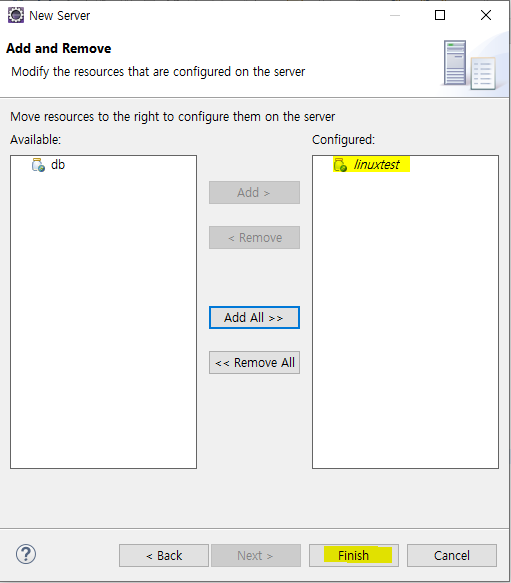 New Server
Add and Remove
Modify the resources that are configured on the server
Move resources to the right to configure them on the server
Available:
Configured:
db
linuxtest
Add >
< Remove
Add All >>
<< Remove All
?
< Back
Next >
Finish
Cancel